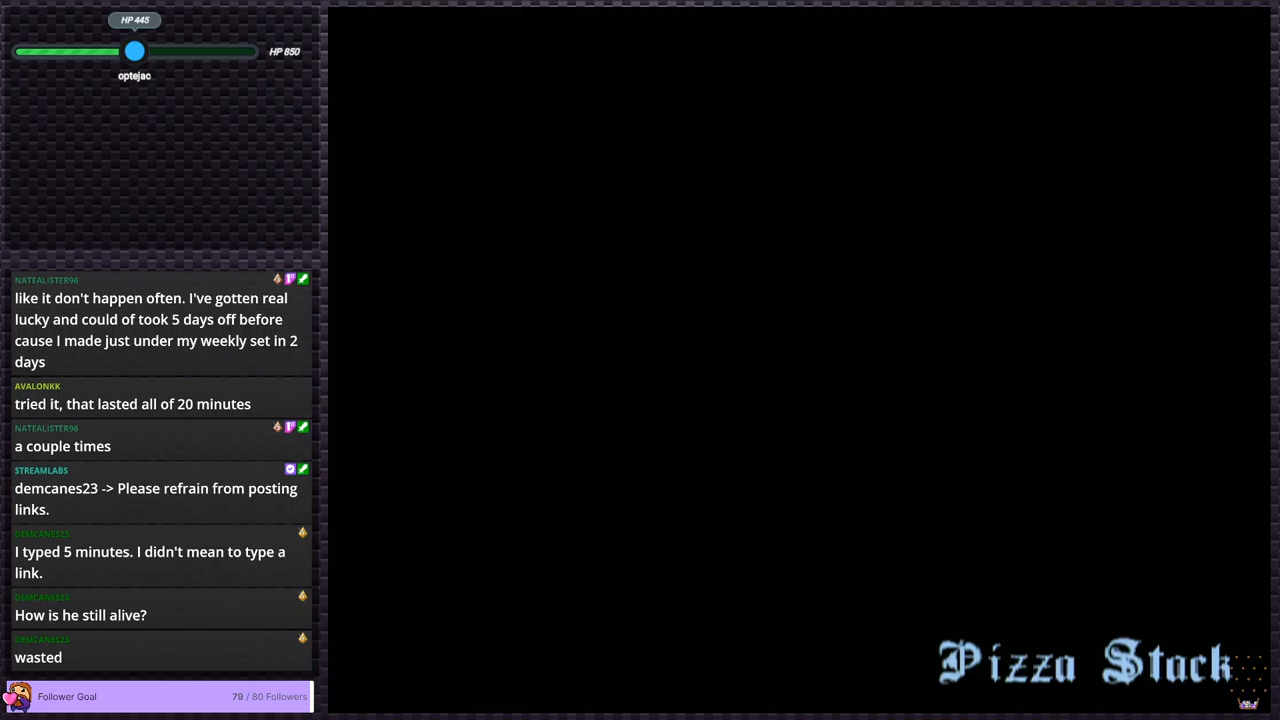 HP 445
HP 850
optejac
NATEALISTER96
like it don't happen often. I've gotten real
lucky and could of took 5 days off before
cause I made just under my weekly set in 2
days
AVALONKK
tried it, that lasted all of 20 minutes
NATEALISTER96
a couple times
STREAMLABS
demcanes23 -> Please refrain from posting
links.
DEMCANES23
I typed 5 minutes. I didn't mean to type a
link.
DEMCANES23
How is he still alive?
DEMCANES23
wasted
Follower Goal
79 / 80 Followers
Pizza Stack